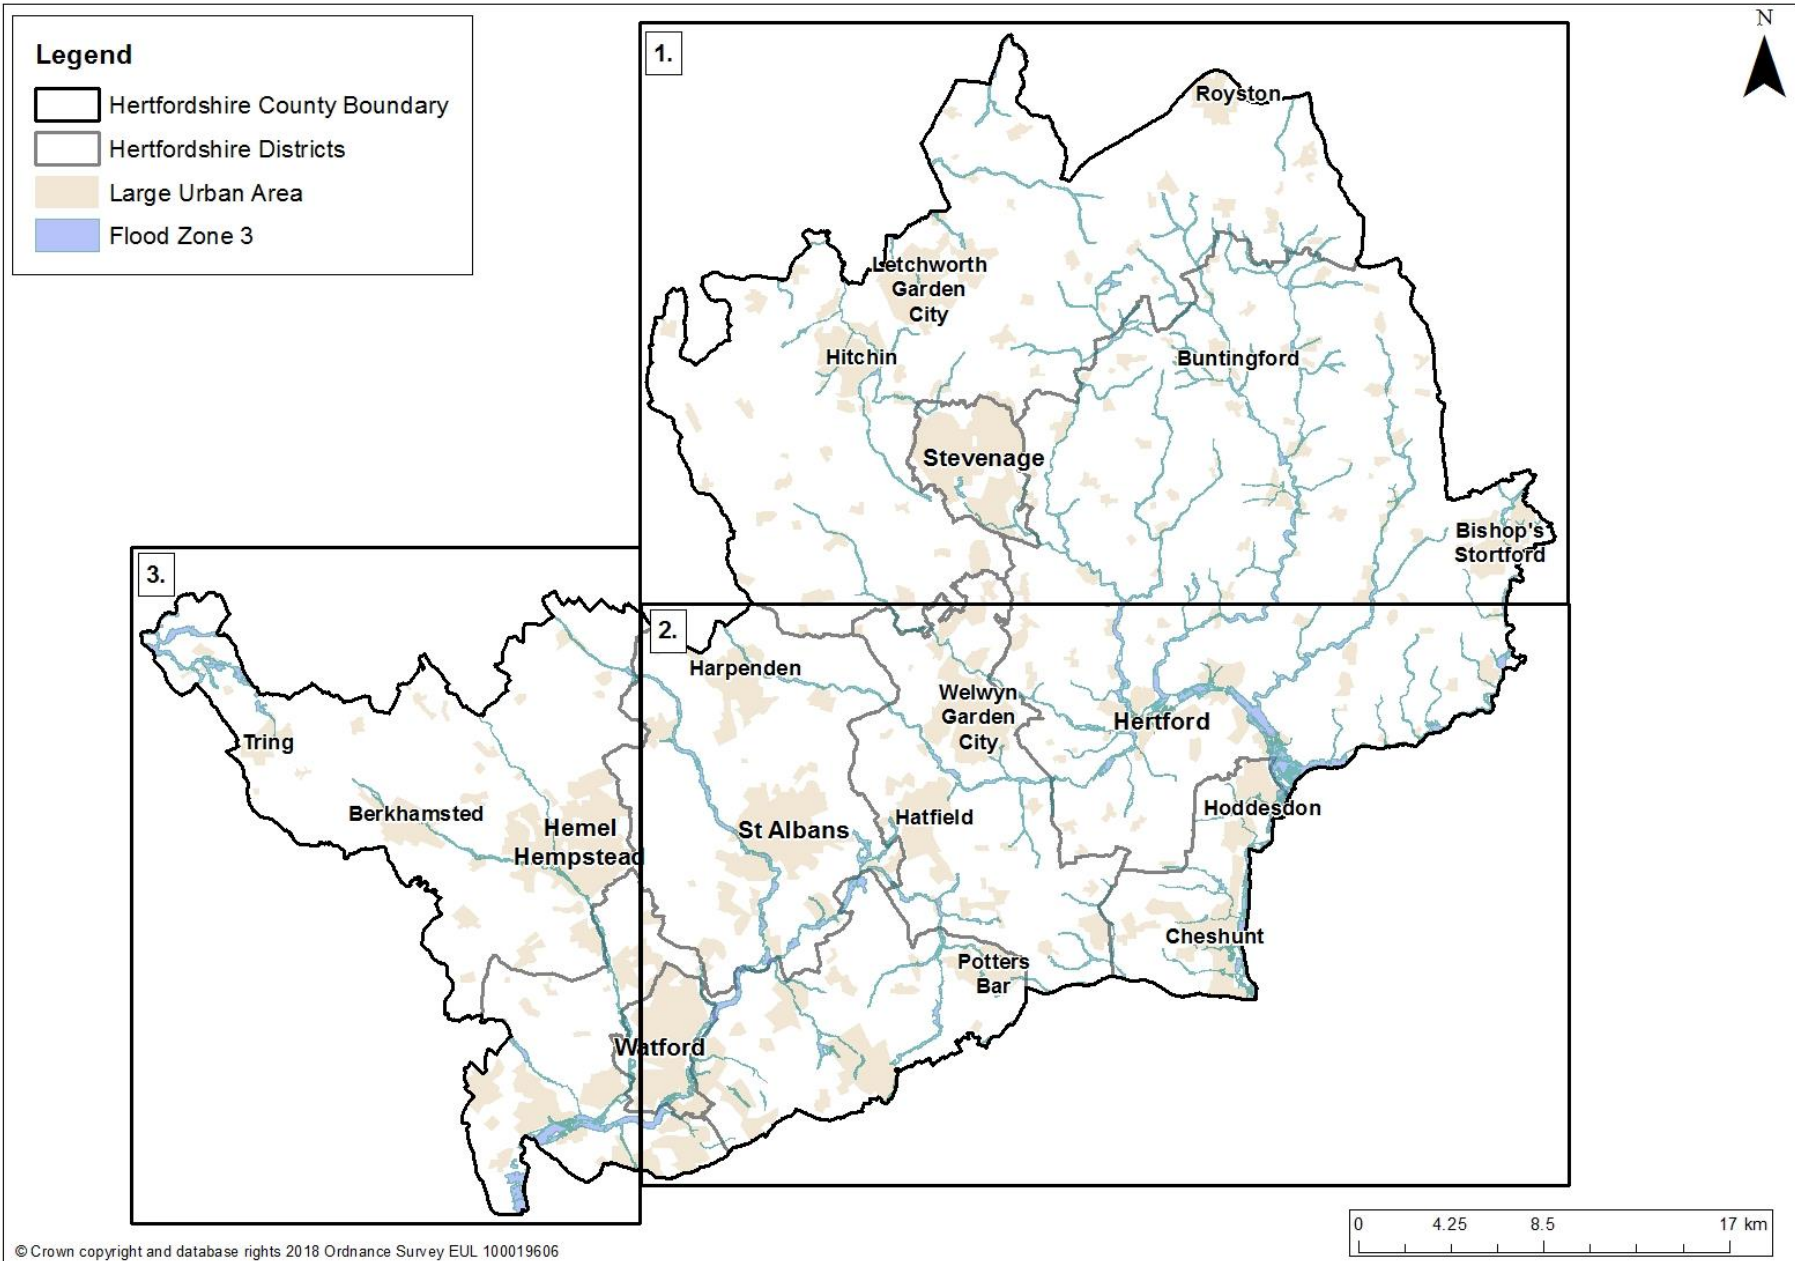 Legend
Hertfordshire County Boundary
Hertfordshire Districts
Large Urban Area
Flood Zone 3
N
1.
Royston
Letchworth
Garden
City
Hitchin
Buntingford
Stevenage
Bishop's
Stortford
3.
2.
Harpenden
Welwyn
Garden
City
Hertford
Tring
Berkhamsted
Hemel
Hempstead
St Albans
Hatfield
Hoddesdon
Cheshunt
Potters
Bar
Watford
0 4.25 8.5 17 km
© Crown copyright and database rights 2018 Ordnance Survey EUL 100019606